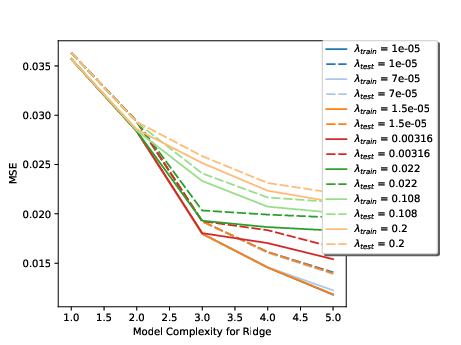 λtrain = 1e-05
λtest = 1e-05
λtrain = 7e-05
λtest = 7e-05
λtrain = 1.5e-05
λtest = 1.5e-05
λtrain = 0.00316
λtest = 0.00316
λtrain = 0.022
λtest = 0.022
λtrain = 0.108
λtest = 0.108
λtrain = 0.2
λtest = 0.2
0.035
0.030
0.025
0.020
0.015
MSE
1.0 1.5 2.0 2.5 3.0 3.5 4.0 4.5 5.0
Model Complexity for Ridge